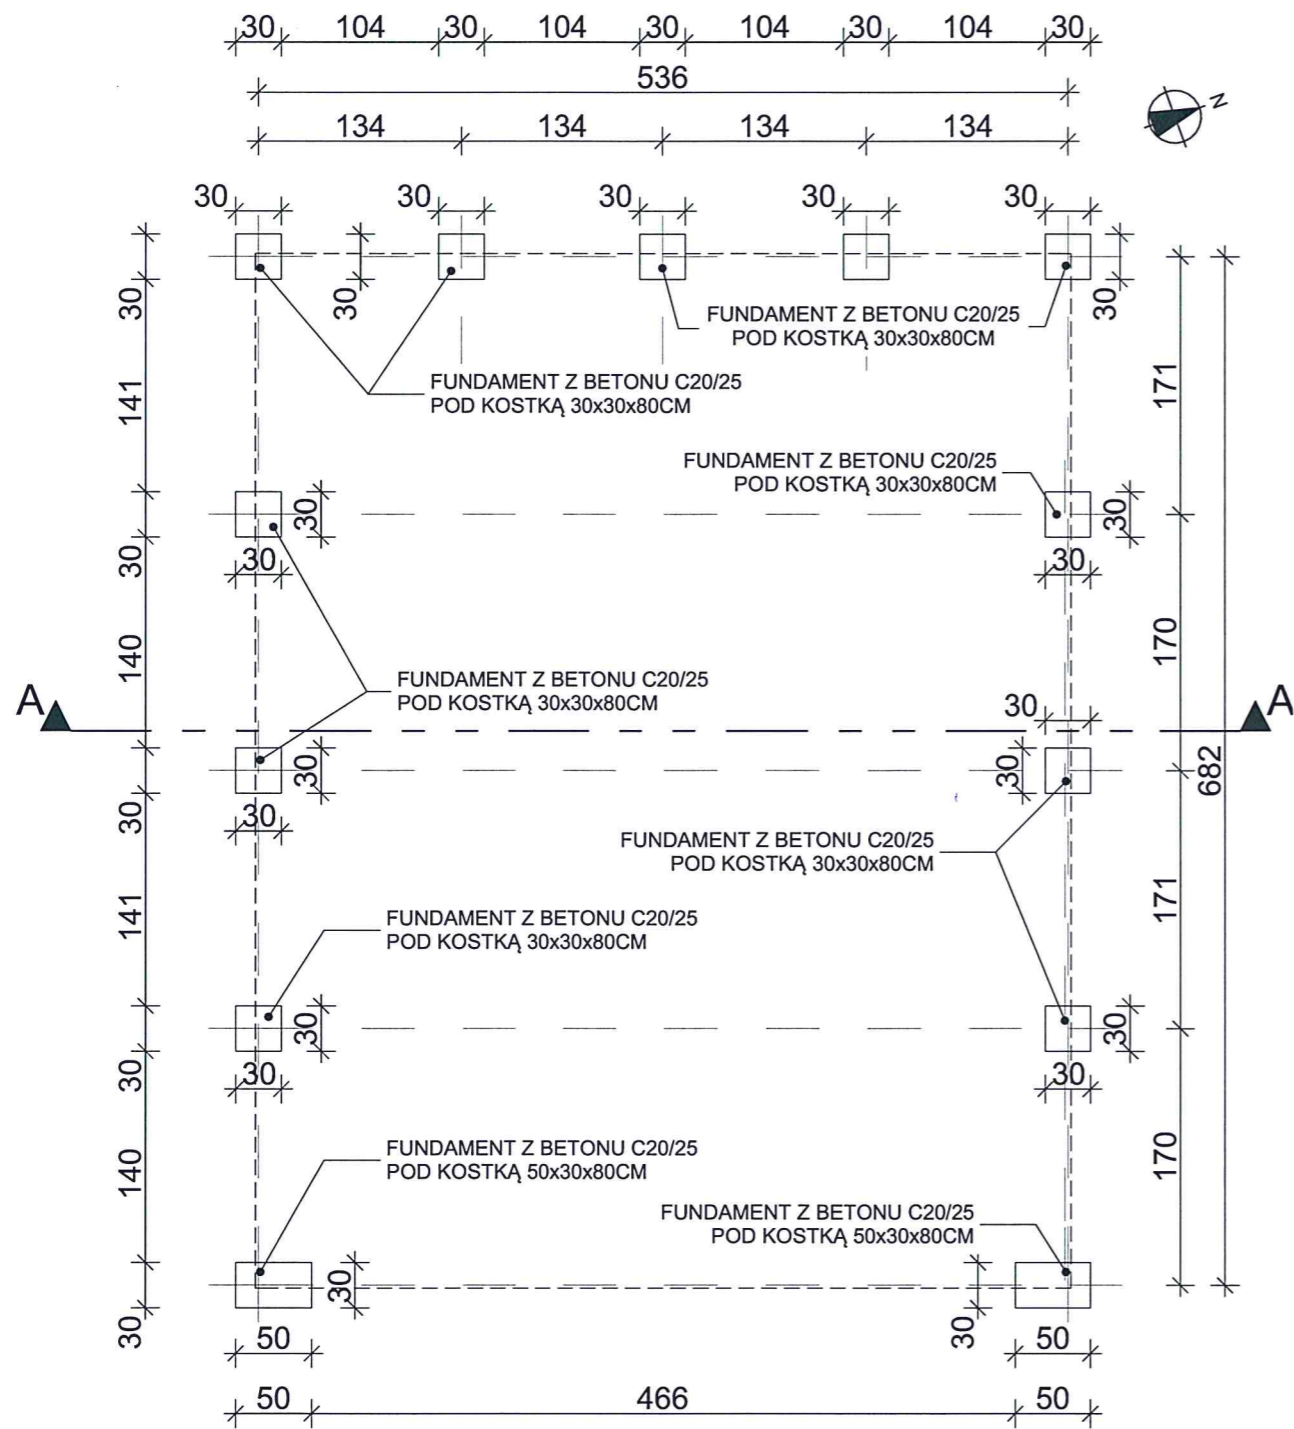 30 104 30 104 30 104 30 104 30
536
134 134 134 134
N
30 30 30 30 30
30 30 30
FUNDAMENT Z BETONU C20/25
POD KOSTKĄ 30x30x80CM
FUNDAMENT Z BETONU C20/25
POD KOSTKĄ 30x30x80CM
141 171
FUNDAMENT Z BETONU C20/25
POD KOSTKĄ 30x30x80CM
30 30
30 30 30
140 170
FUNDAMENT Z BETONU C20/25
POD KOSTKĄ 30x30x80CM
A A
30
30 30
682
30 30
FUNDAMENT Z BETONU C20/25
POD KOSTKĄ 30x30x80CM
141 171
FUNDAMENT Z BETONU C20/25
POD KOSTKĄ 30x30x80CM
30 30
30 30 30
FUNDAMENT Z BETONU C20/25
POD KOSTKĄ 50x30x80CM
140 170
FUNDAMENT Z BETONU C20/25
POD KOSTKĄ 50x30x80CM
30 30
30
50 50
50 466 50